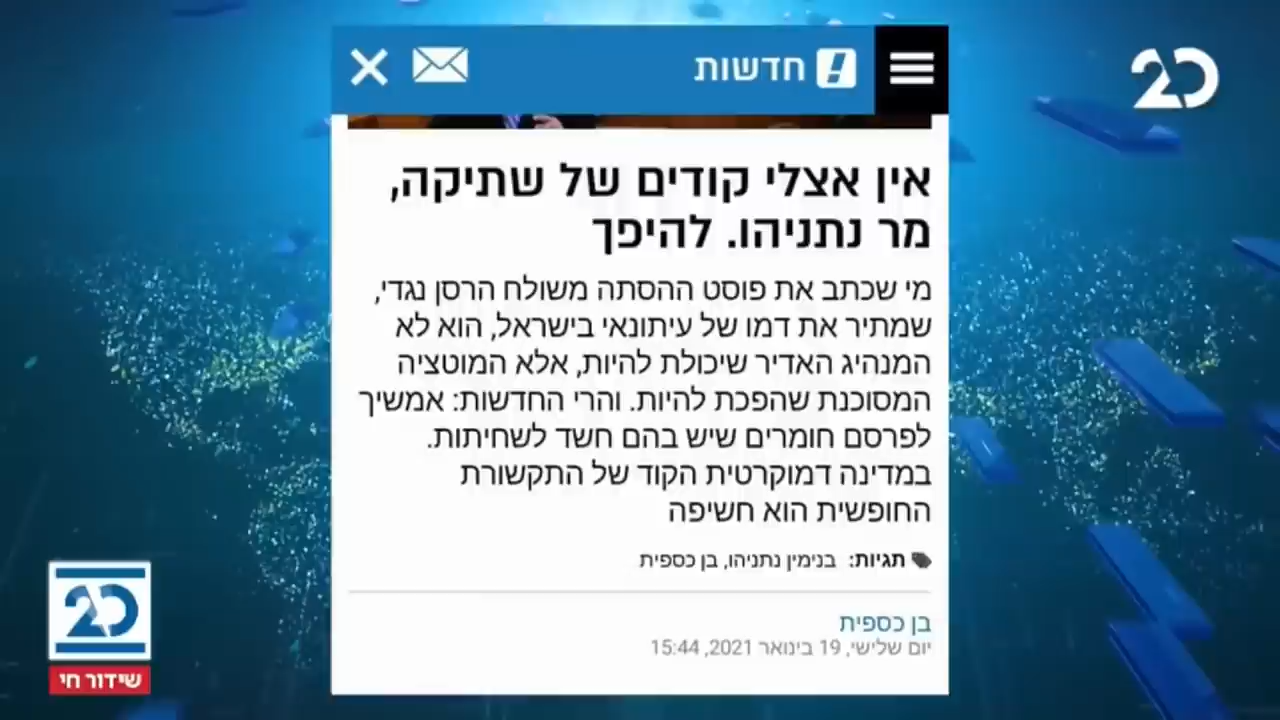 חדשות
20
אין אצלי קודים של שתיקה,
מר נתניהו. להיפך
מי שכתב את פוסט ההסתה משולח הרסן נגדי,
שמתיר את דמו של עיתונאי בישראל, הוא לא
המנהיג האדיר שיכולת להיות, אלא המוטציה
המסוכנת שהפכת להיות. והרי החדשות: אמשיך
לפרסם חומרים שיש בהם חשד לשחיתות.
במדינה דמוקרטית הקוד של התקשורת
החופשית הוא חשיפה
תגיות: בנימין נתניהו, בן כספית
בן כספית
יום שלישי, 19 בינואר 2021, 15:44
20
שידור חי